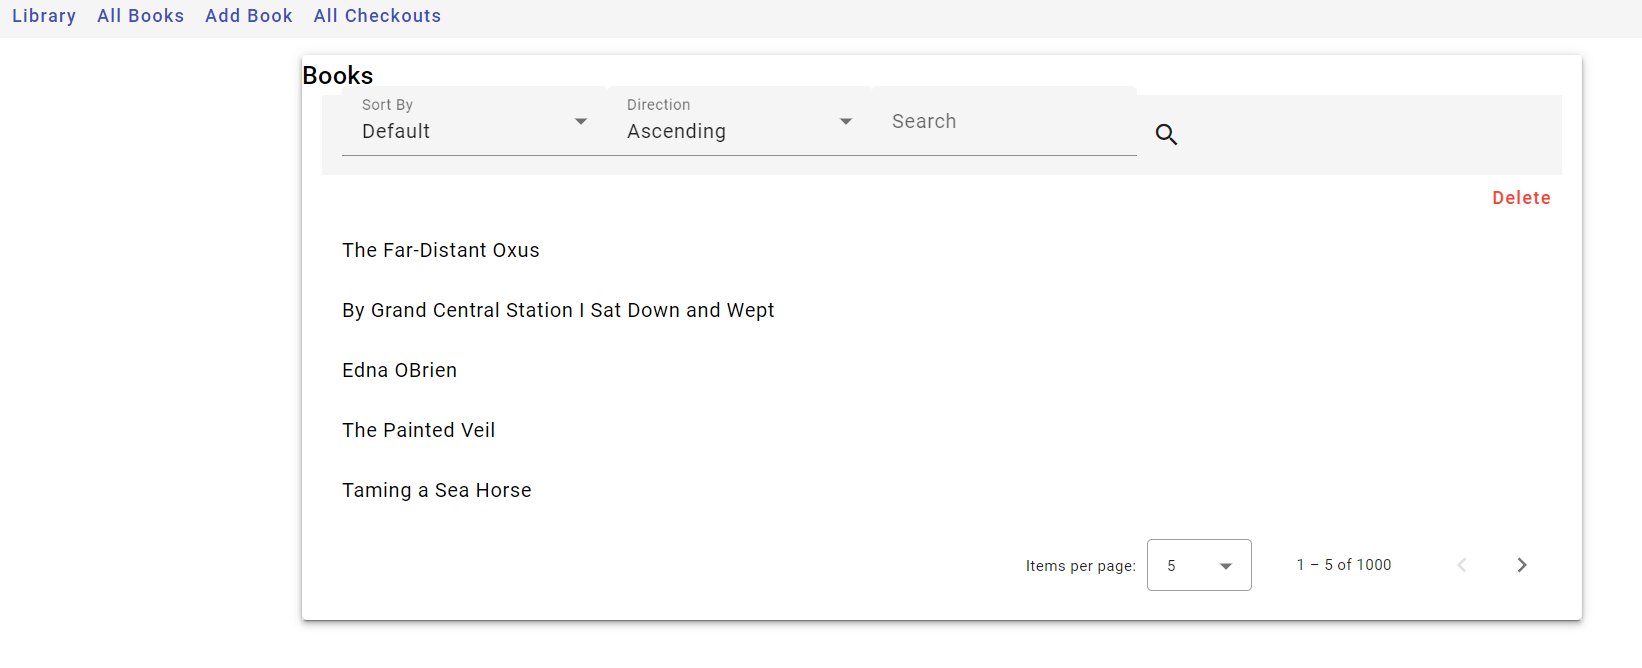 Library All Books Add Book All Checkouts
Books
Sort By Direction
Default Ascending Search
Delete
The Far-Distant Oxus
By Grand Central Station I Sat Down and Wept
Edna OBrien
The Painted Veil
Taming a Sea Horse
Items per page: 5 1 – 5 of 1000